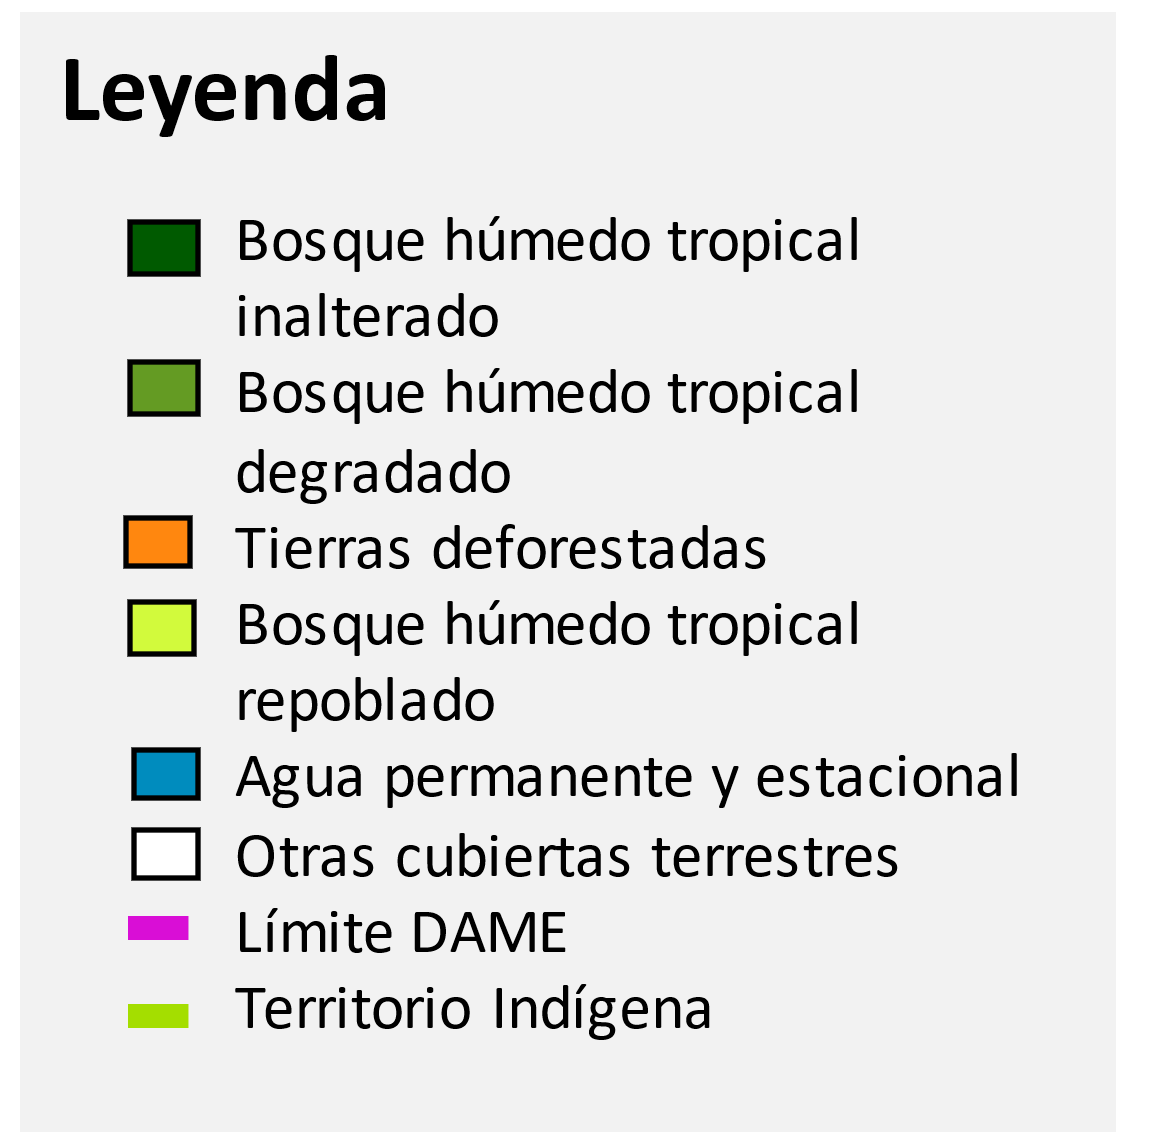 Leyenda
Bosque húmedo tropical
inalterado
Bosque húmedo tropical
degradado
Tierras deforestadas
Bosque húmedo tropical
repoblado
Agua permanente y estacional
Otras cubiertas terrestres
Límite DAME
Territorio Indígena